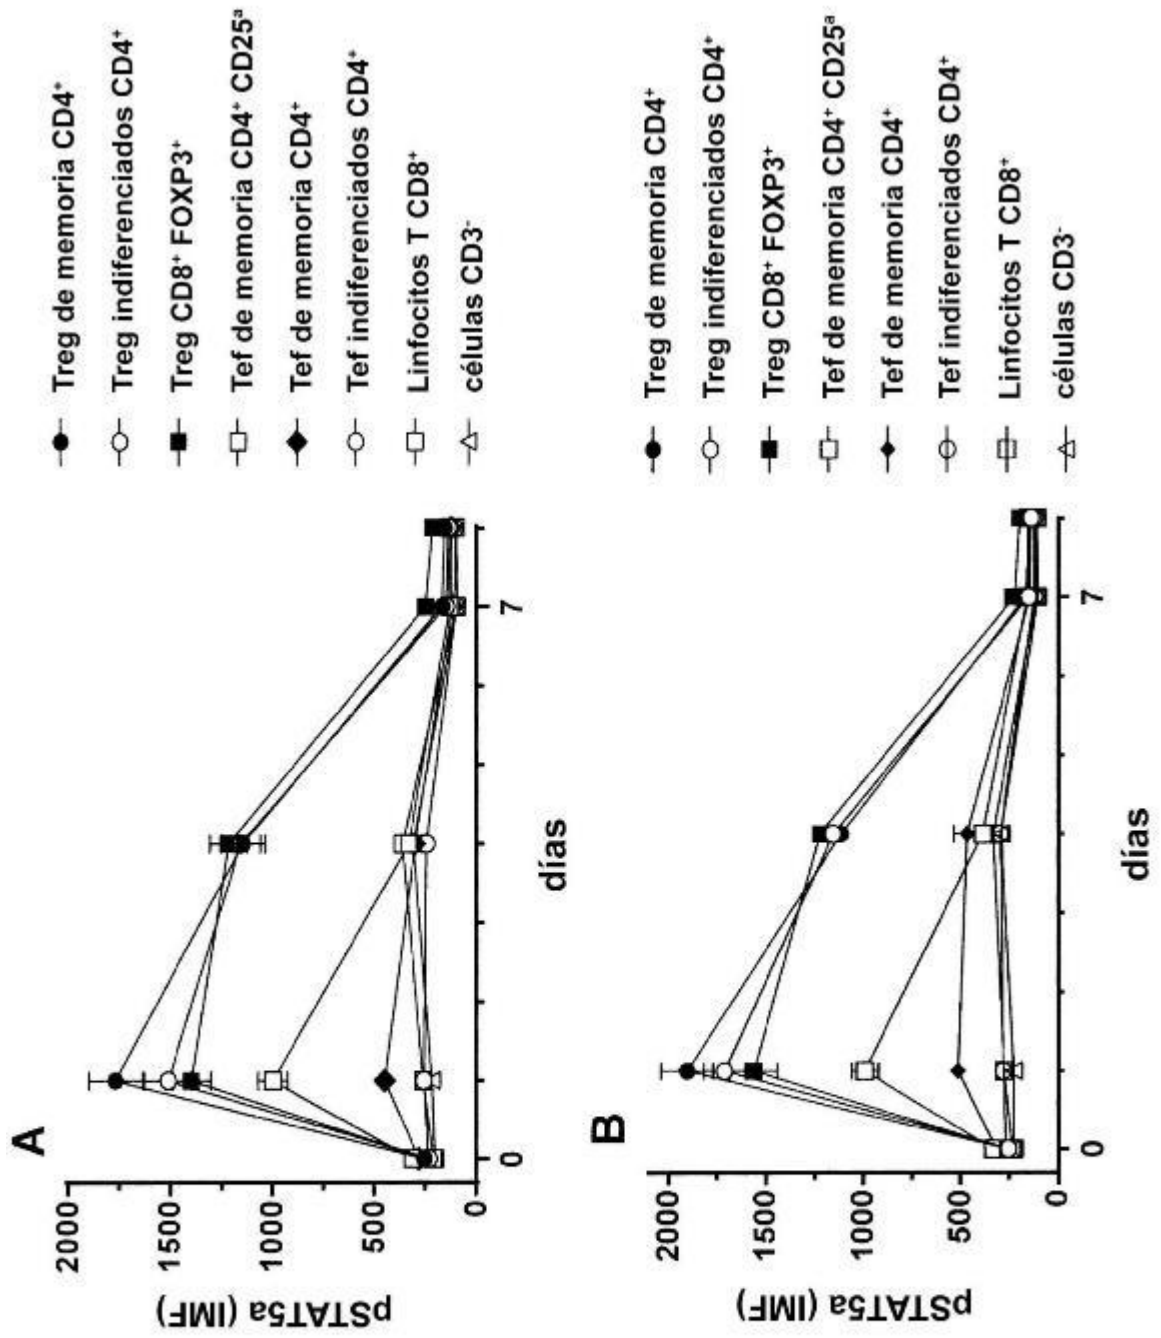 A
pSTAT5a (IMF)
2000
1500
1000
500
0
0
7
días
Treg de memoria CD4⁺
Treg indiferenciados CD4⁺
Treg CD8⁺ FOXP3⁺
Tef de memoria CD4⁺ CD25ᵃ
Tef de memoria CD4⁺
Tef indiferenciados CD4⁺
Linfocitos T CD8⁺
células CD3⁻
B
pSTAT5a (IMF)
2000
1500
1000
500
0
0
7
días
Treg de memoria CD4⁺
Treg indiferenciados CD4⁺
Treg CD8⁺ FOXP3⁺
Tef de memoria CD4⁺ CD25ᵃ
Tef de memoria CD4⁺
Tef indiferenciados CD4⁺
Linfocitos T CD8⁺
células CD3⁻